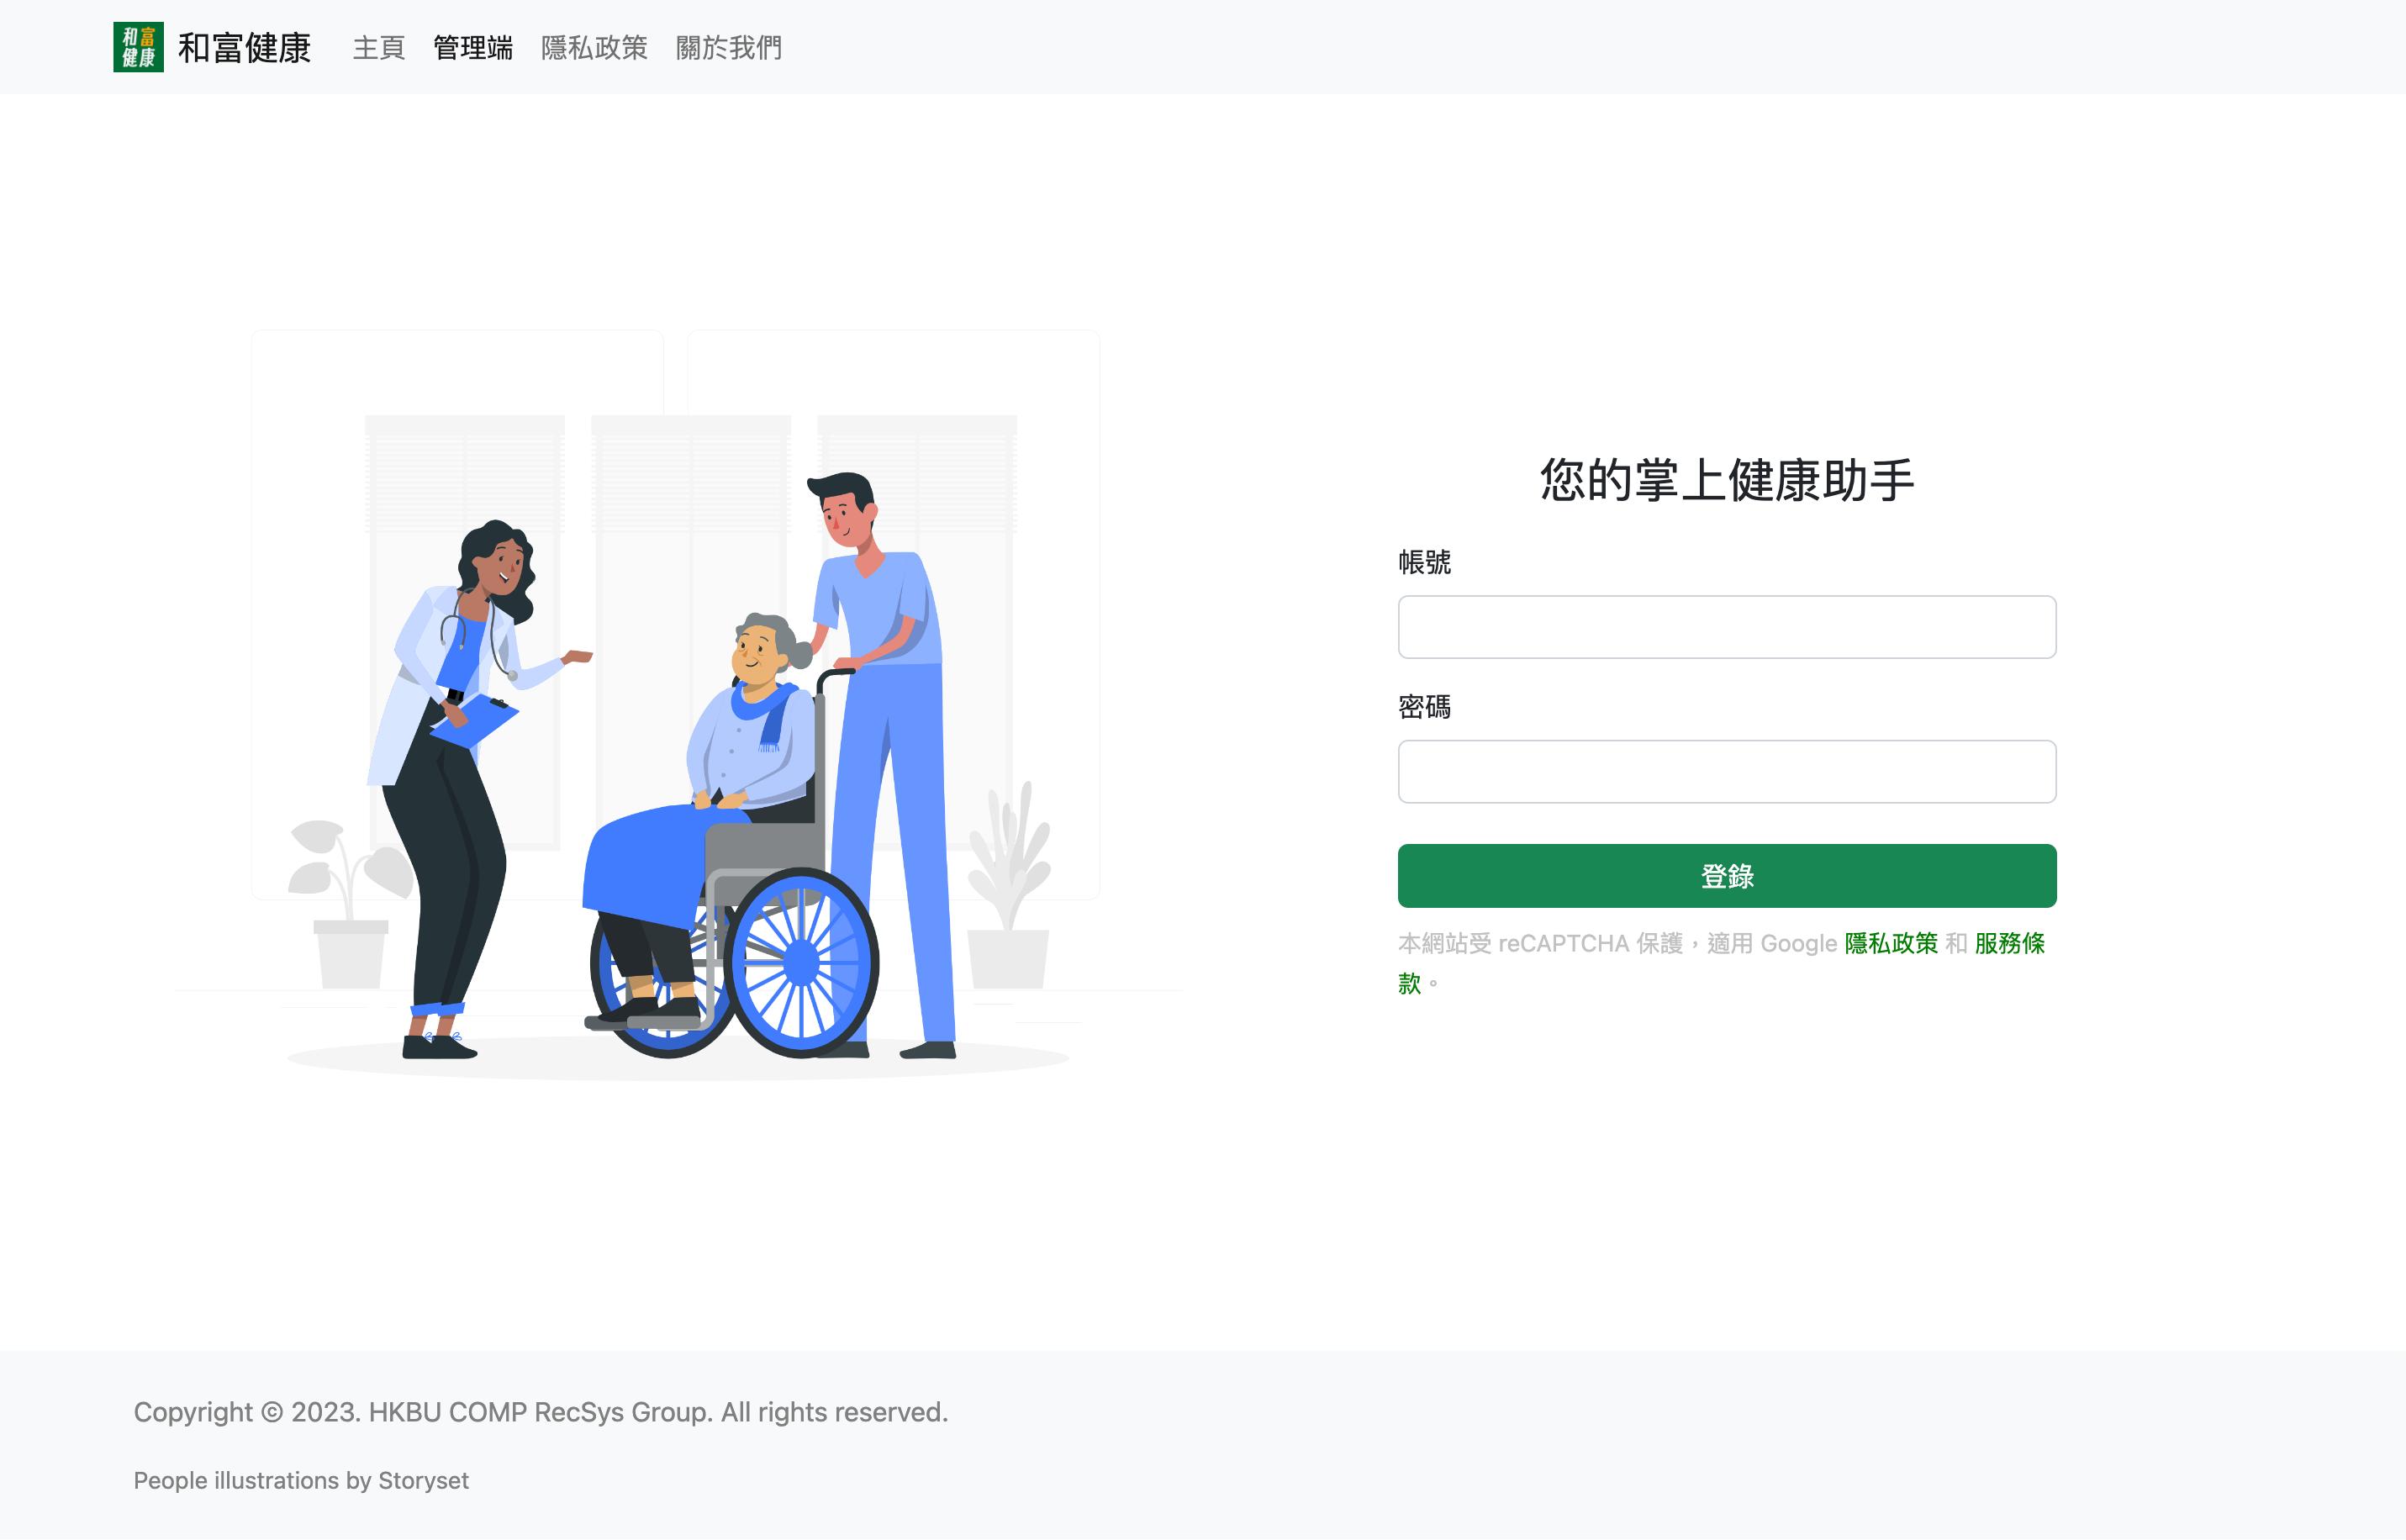 和富
健康
和富健康
主頁 管理端 隱私政策 關於我們
您的掌上健康助手
帳號
密碼
登錄
本網站受 reCAPTCHA 保護，適用 Google 隱私政策 和 服務條
款。
Copyright © 2023. HKBU COMP RecSys Group. All rights reserved.
People illustrations by Storyset